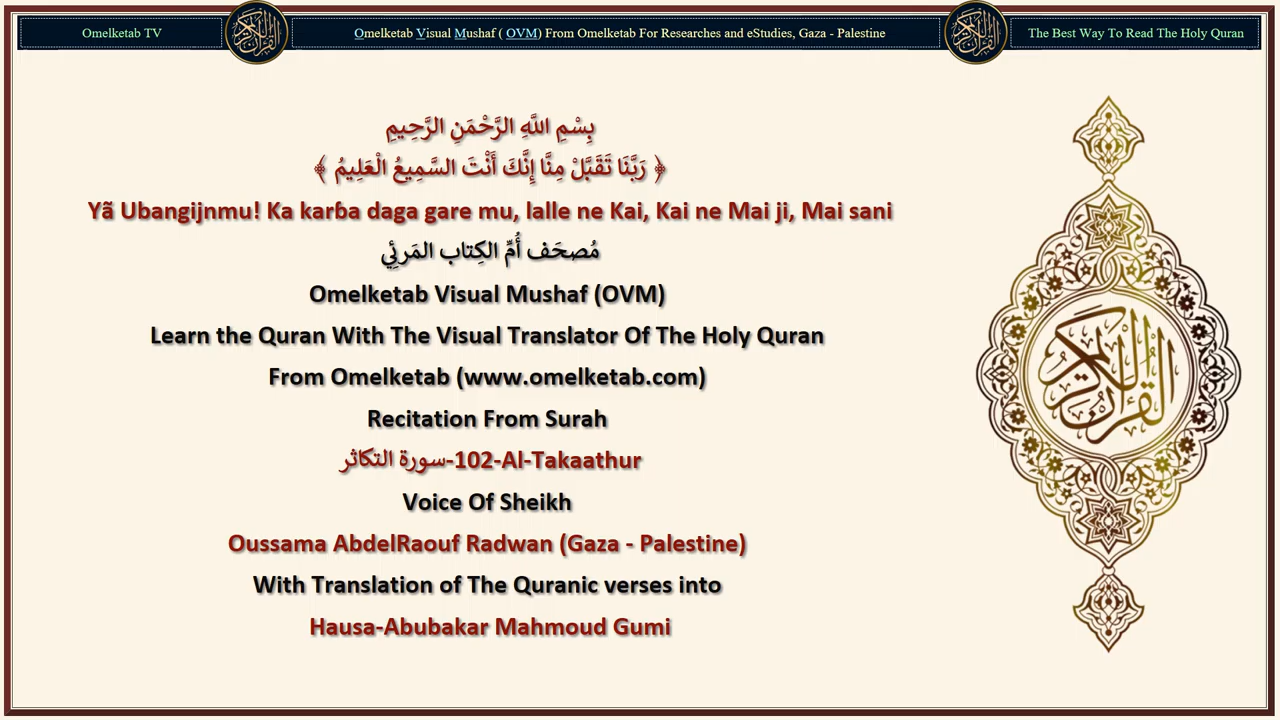 Omelketab TV
Omelketab Visual Mushaf ( OVM) From Omelketab For Researches and eStudies, Gaza - Palestine
The Best Way To Read The Holy Quran
بِسْمِ اللَّهِ الرَّحْمَنِ الرَّحِيمِ
﴿ رَبَّنَا تَقَبَّلْ مِنَّا إِنَّكَ أَنْتَ السَّمِيعُ الْعَلِيمُ ﴾
Yã Ubangijnmu! Ka karɓa daga gare mu, lalle ne Kai, Kai ne Mai ji, Mai sani
مُصحَف أُمِّ الكِتاب المَرئِي
Omelketab Visual Mushaf (OVM)
Learn the Quran With The Visual Translator Of The Holy Quran
From Omelketab (www.omelketab.com)
Recitation From Surah
سورة التكاثر-102-Al-Takaathur
Voice Of Sheikh
Oussama AbdelRaouf Radwan (Gaza - Palestine)
With Translation of The Quranic verses into
Hausa-Abubakar Mahmoud Gumi
القرآن الكريم